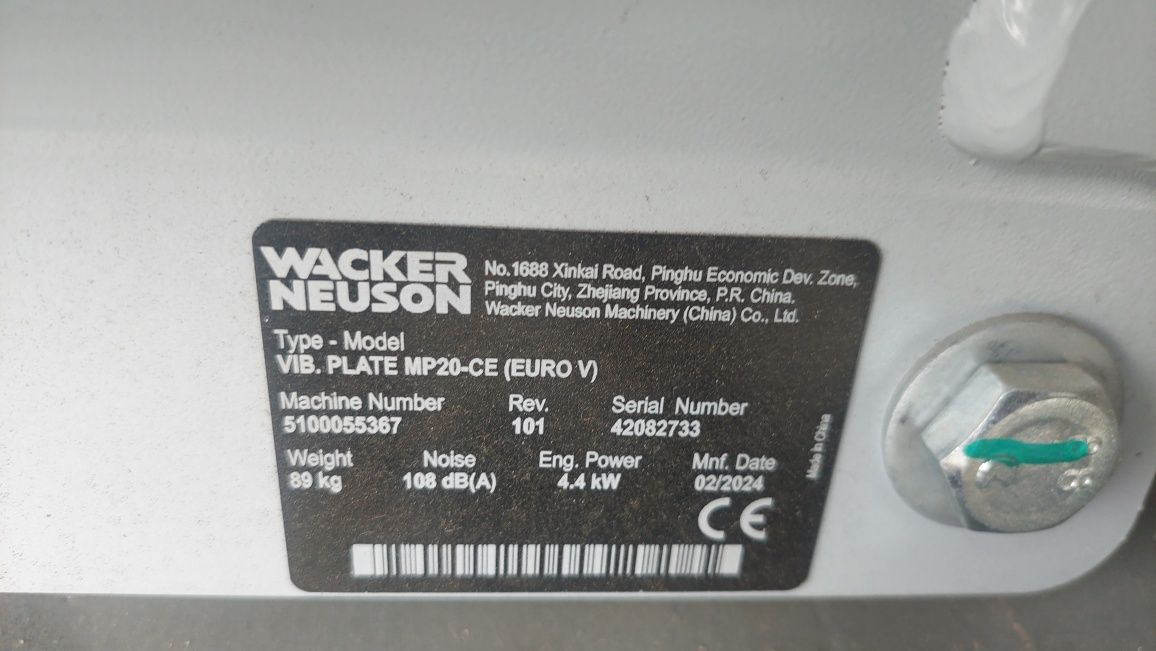 WACKER
NEUSON
No.1688 Xinkai Road, Pinghu Economic Dev. Zone,
Pinghu City, Zhejiang Province, P.R. China.
Wacker Neuson Machinery (China) Co., Ltd.
Type - Model
VIB. PLATE MP20-CE (EURO V)
Machine Number Rev. Serial Number
5100055367 101 42082733
Weight Noise Eng. Power Mnf. Date
89 kg 108 dB(A) 4.4 kW 02/2024
Made in China
CE